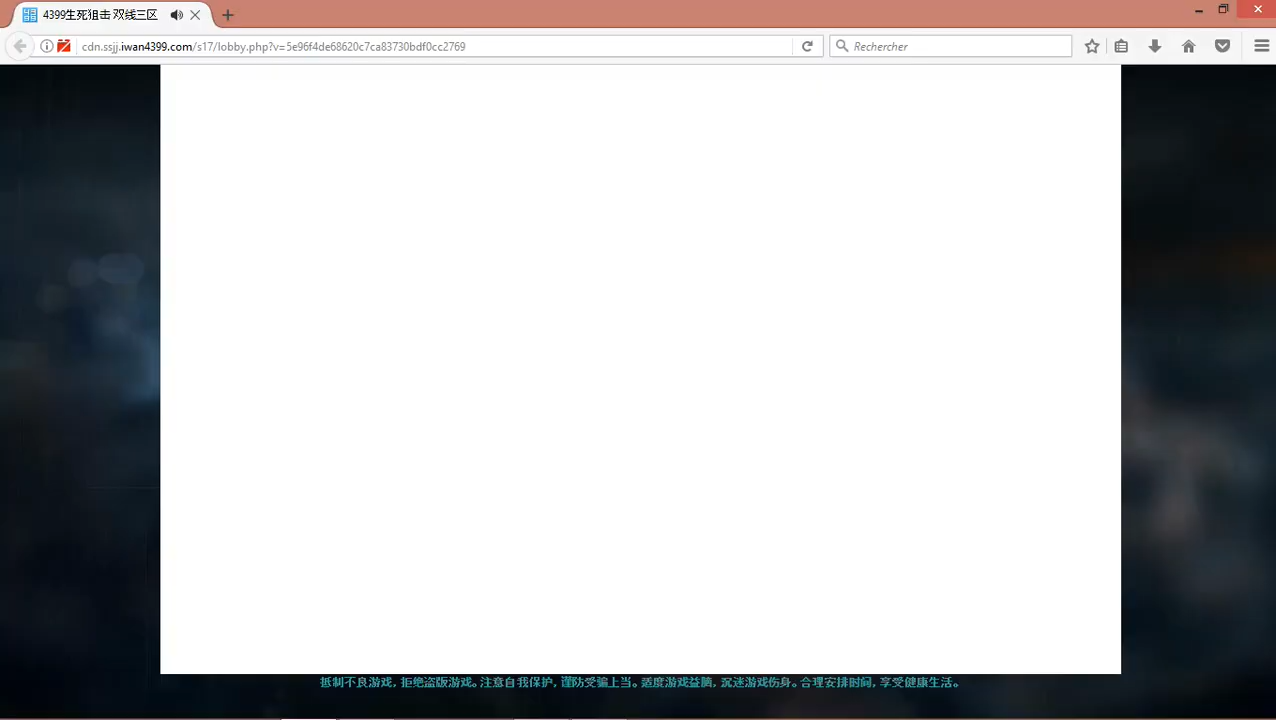 4399生死狙击 双线三区
cdn.ssjj.iwan4399.com/s17/lobby.php?v=5e96f4de68620c7ca83730bdf0cc2769
Rechercher
抵制不良游戏, 拒绝盗版游戏。注意自我保护, 谨防受骗上当。适度游戏益脑, 沉迷游戏伤身。合理安排时间, 享受健康生活。